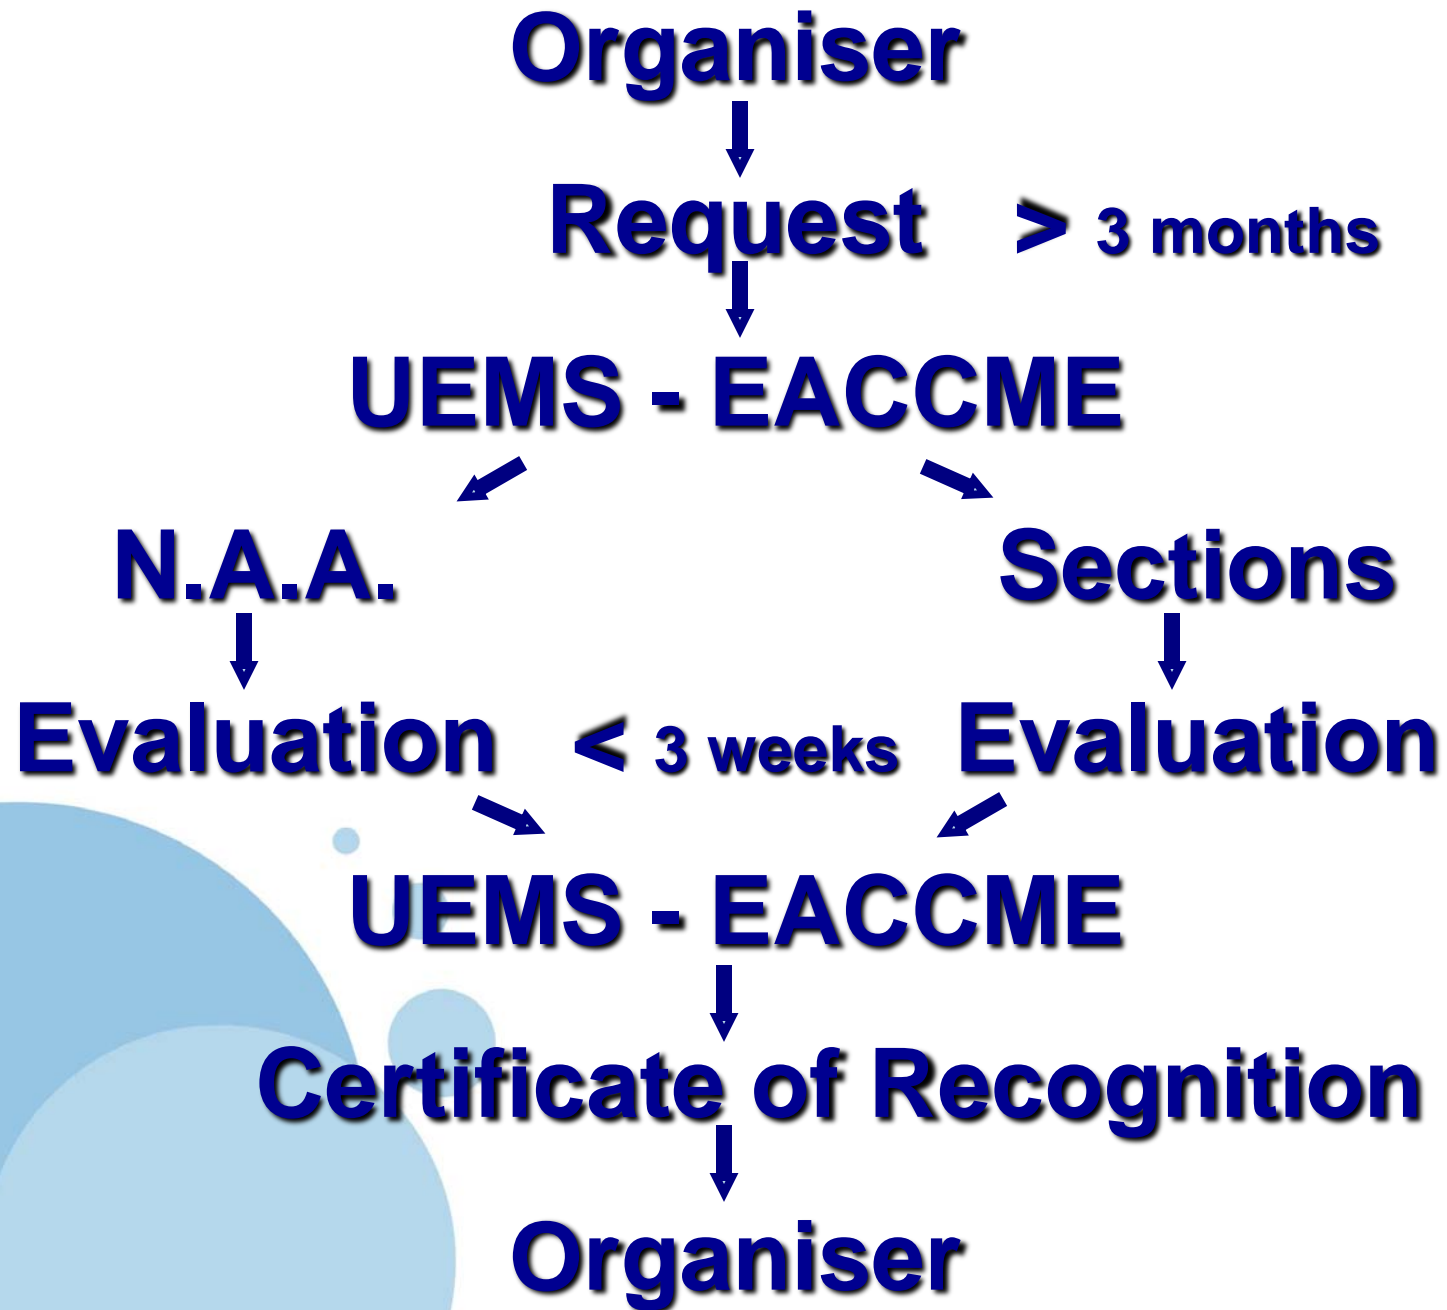 Organiser
Request > 3 months
UEMS - EACCME
N.A.A. Sections
Evaluation < 3 weeks Evaluation
UEMS - EACCME
Certificate of Recognition
Organiser